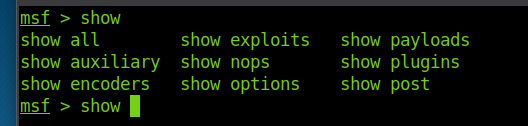 msf > show
show all show exploits show payloads
show auxiliary show nops show plugins
show encoders show options show post
msf > show